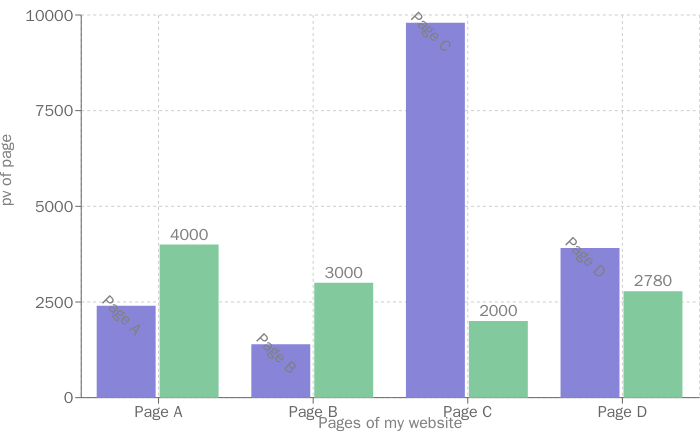 10000
7500
5000
2500
0
pv of page
Page A
4000
Page B
3000
Page C
2000
Page D
2780
Page A
Page B
Page C
Page D
Pages of my website